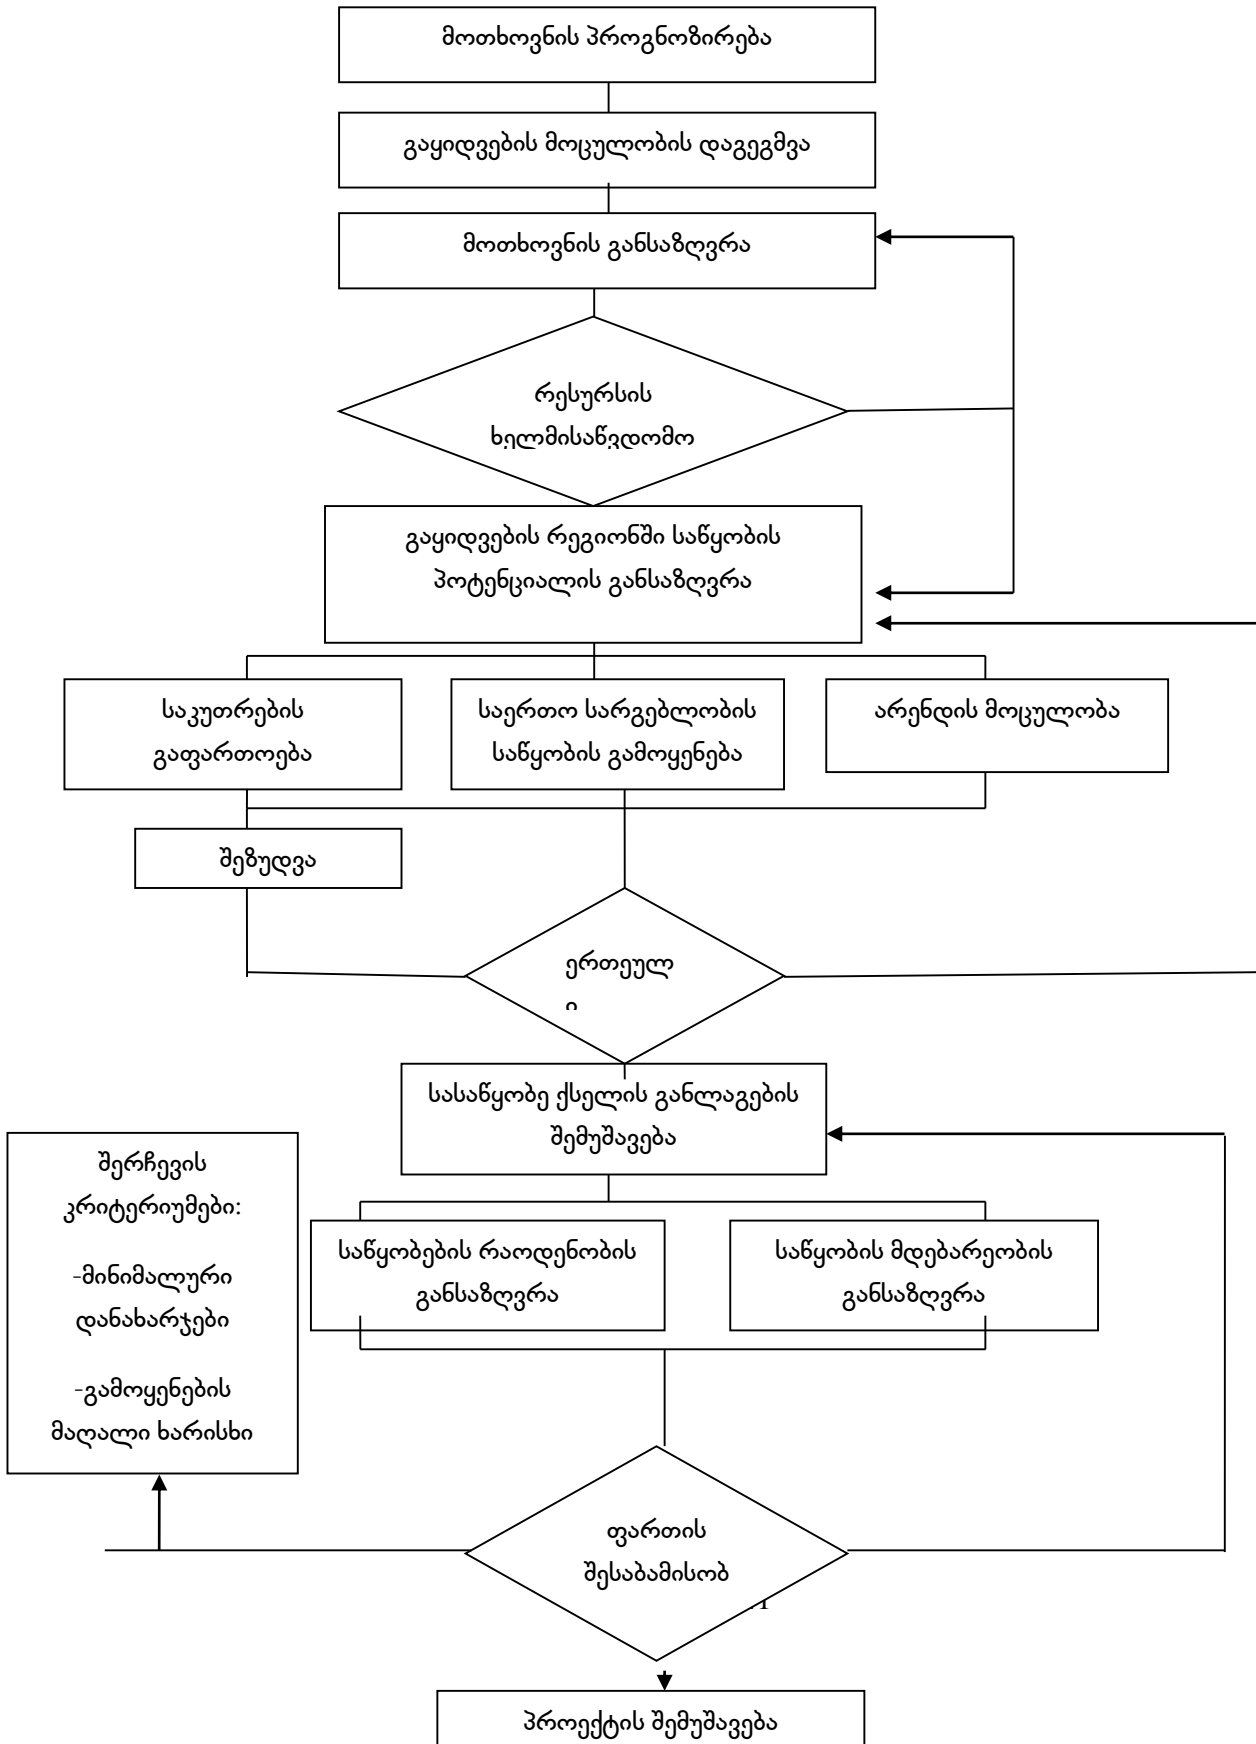 მოთხოვნის პროგნოზირება
გაყიდვების მოცულობის დაგეგმვა
მოთხოვნის განსაზღვრა
რესურსის
ხელმისაწვდომო
გაყიდვების რეგიონში საწყობის
პოტენციალის განსაზღვრა
საკუთრების
გაფართოება
საერთო სარგებლობის
საწყობის გამოყენება
არენდის მოცულობა
შეზუდვა
ერთეულ
სასაწყობე ქსელის განლაგების
შემუშავება
შერჩევის
კრიტერიუმები:
-მინიმალური
დანახარჯები
-გამოყენების
მაღალი ხარისხი
საწყობების რაოდენობის
განსაზღვრა
საწყობის მდებარეობის
განსაზღვრა
ფართის
შესაბამისობ
პროექტის შემუშავება